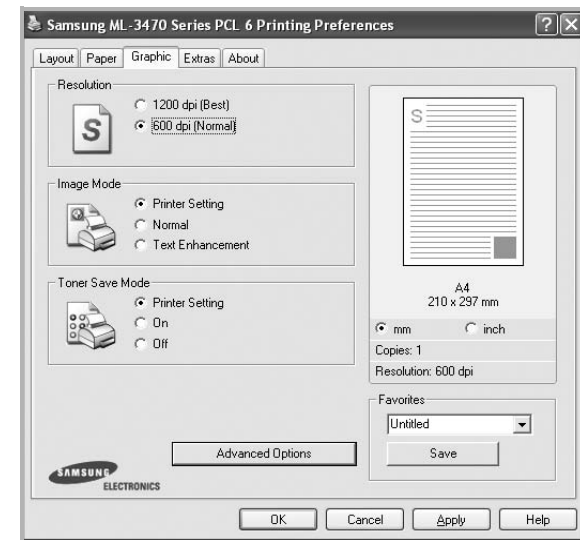 Samsung ML-3470 Series PCL 6 Printing Preferences
Layout Paper Graphic Extras About
Resolution
1200 dpi (Best)
600 dpi (Normal)
S
Image Mode
Printer Setting
Normal
Text Enhancement
Toner Save Mode
Printer Setting
On
Off
Advanced Options
SAMSUNG
ELECTRONICS
S
A4
210 x 297 mm
mm inch
Copies: 1
Resolution: 600 dpi
Favorites
Untitled
Save
OK Cancel Apply Help